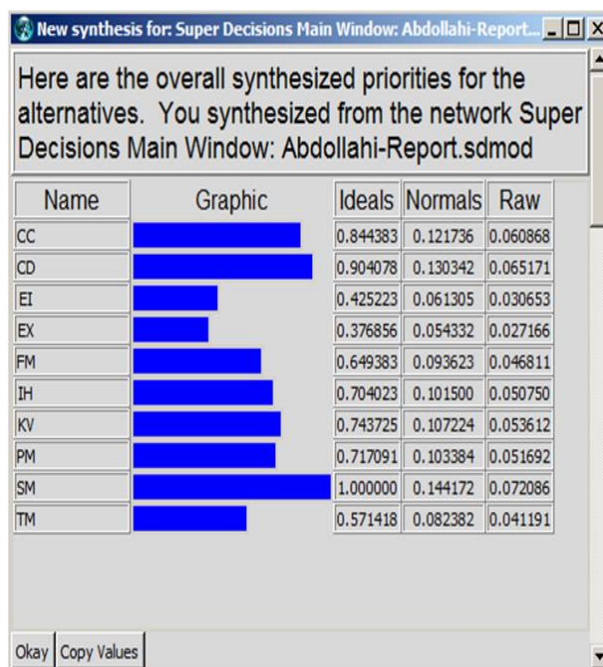 New synthesis for: Super Decisions Main Window: Abdollahi-Report...
Here are the overall synthesized priorities for the
alternatives. You synthesized from the network Super
Decisions Main Window: Abdollahi-Report.sdmod
Name Graphic Ideals Normals Raw
CC 0.844383 0.121736 0.060868
CD 0.904078 0.130342 0.065171
EI 0.425223 0.061305 0.030653
EX 0.376856 0.054332 0.027166
FM 0.649383 0.093623 0.046811
IH 0.704023 0.101500 0.050750
KV 0.743725 0.107224 0.053612
PM 0.717091 0.103384 0.051692
SM 1.000000 0.144172 0.072086
TM 0.571418 0.082382 0.041191
Okay Copy Values